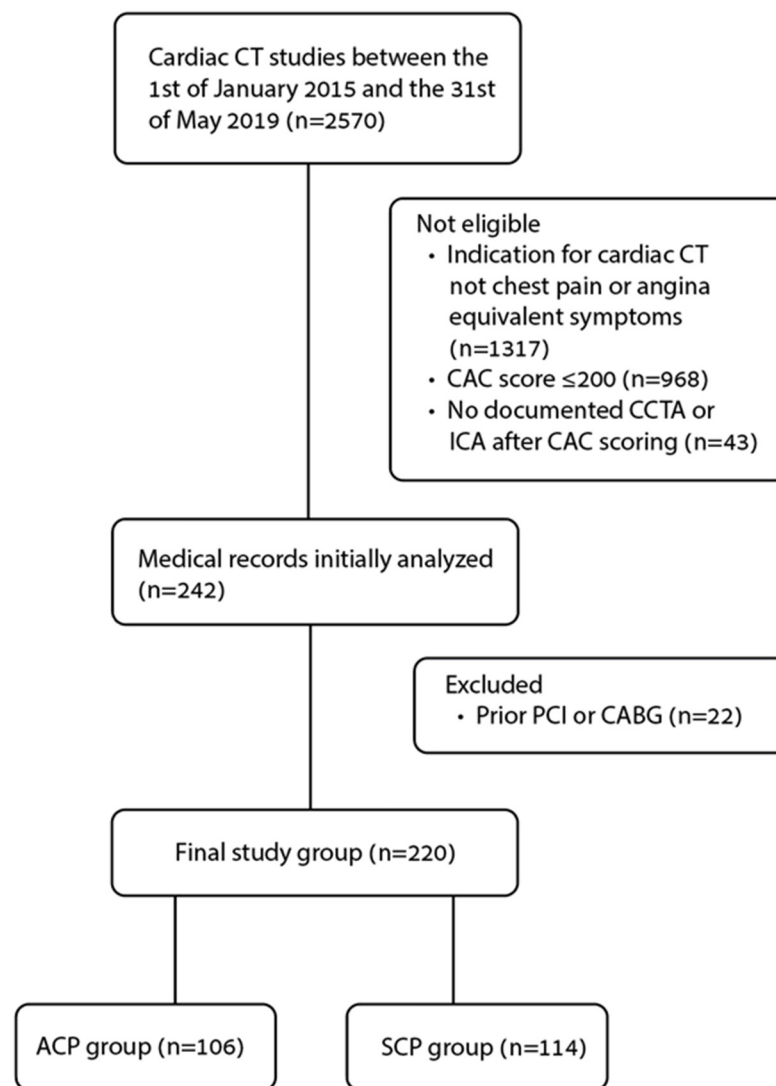 Cardiac CT studies between the
1st of January 2015 and the 31st
of May 2019 (n=2570)
Not eligible
• Indication for cardiac CT
not chest pain or angina
equivalent symptoms
(n=1317)
• CAC score ≤200 (n=968)
• No documented CCTA or
ICA after CAC scoring (n=43)
Medical records initially analyzed
(n=242)
Excluded
• Prior PCI or CABG (n=22)
Final study group (n=220)
ACP group (n=106)
SCP group (n=114)